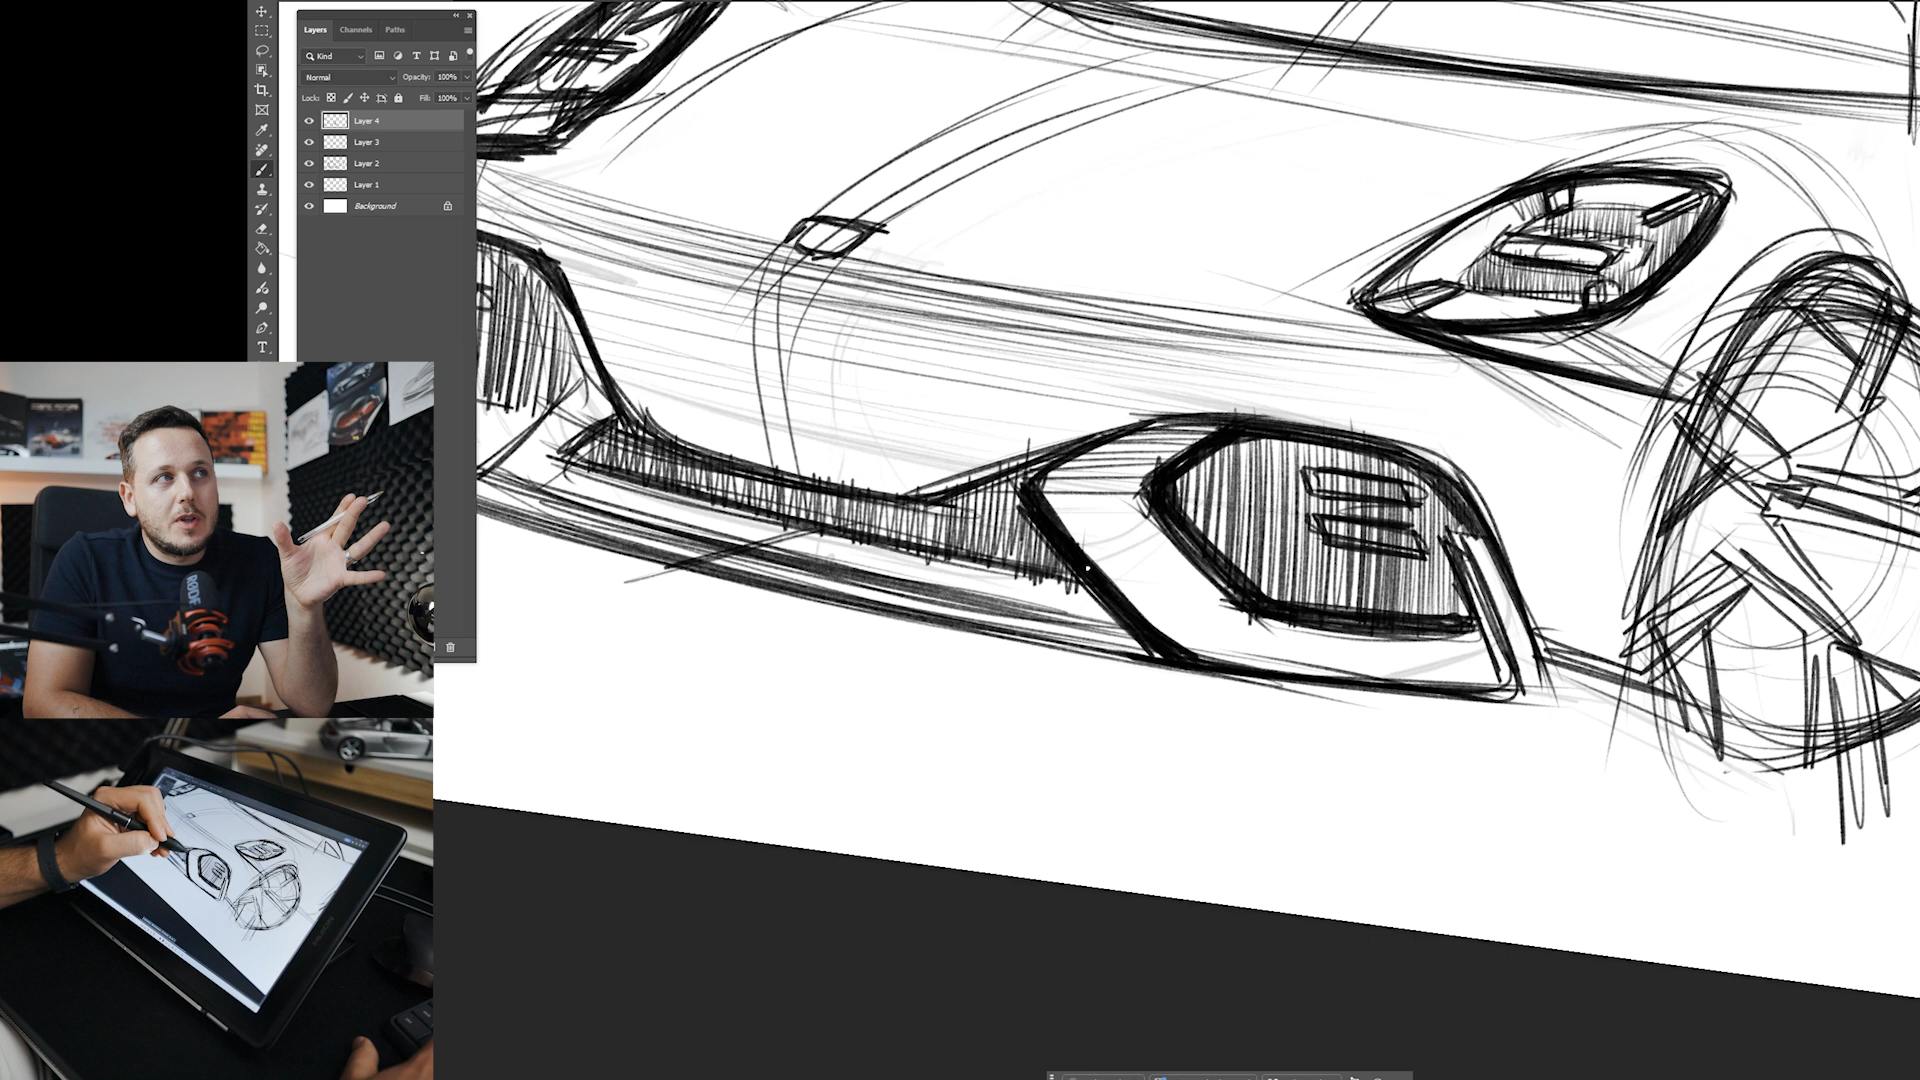 Layers Channels Paths
Kind
Normal Opacity: 100%
Lock: Fill: 100%
Layer 4
Layer 3
Layer 2
Layer 1
Background
RØDE